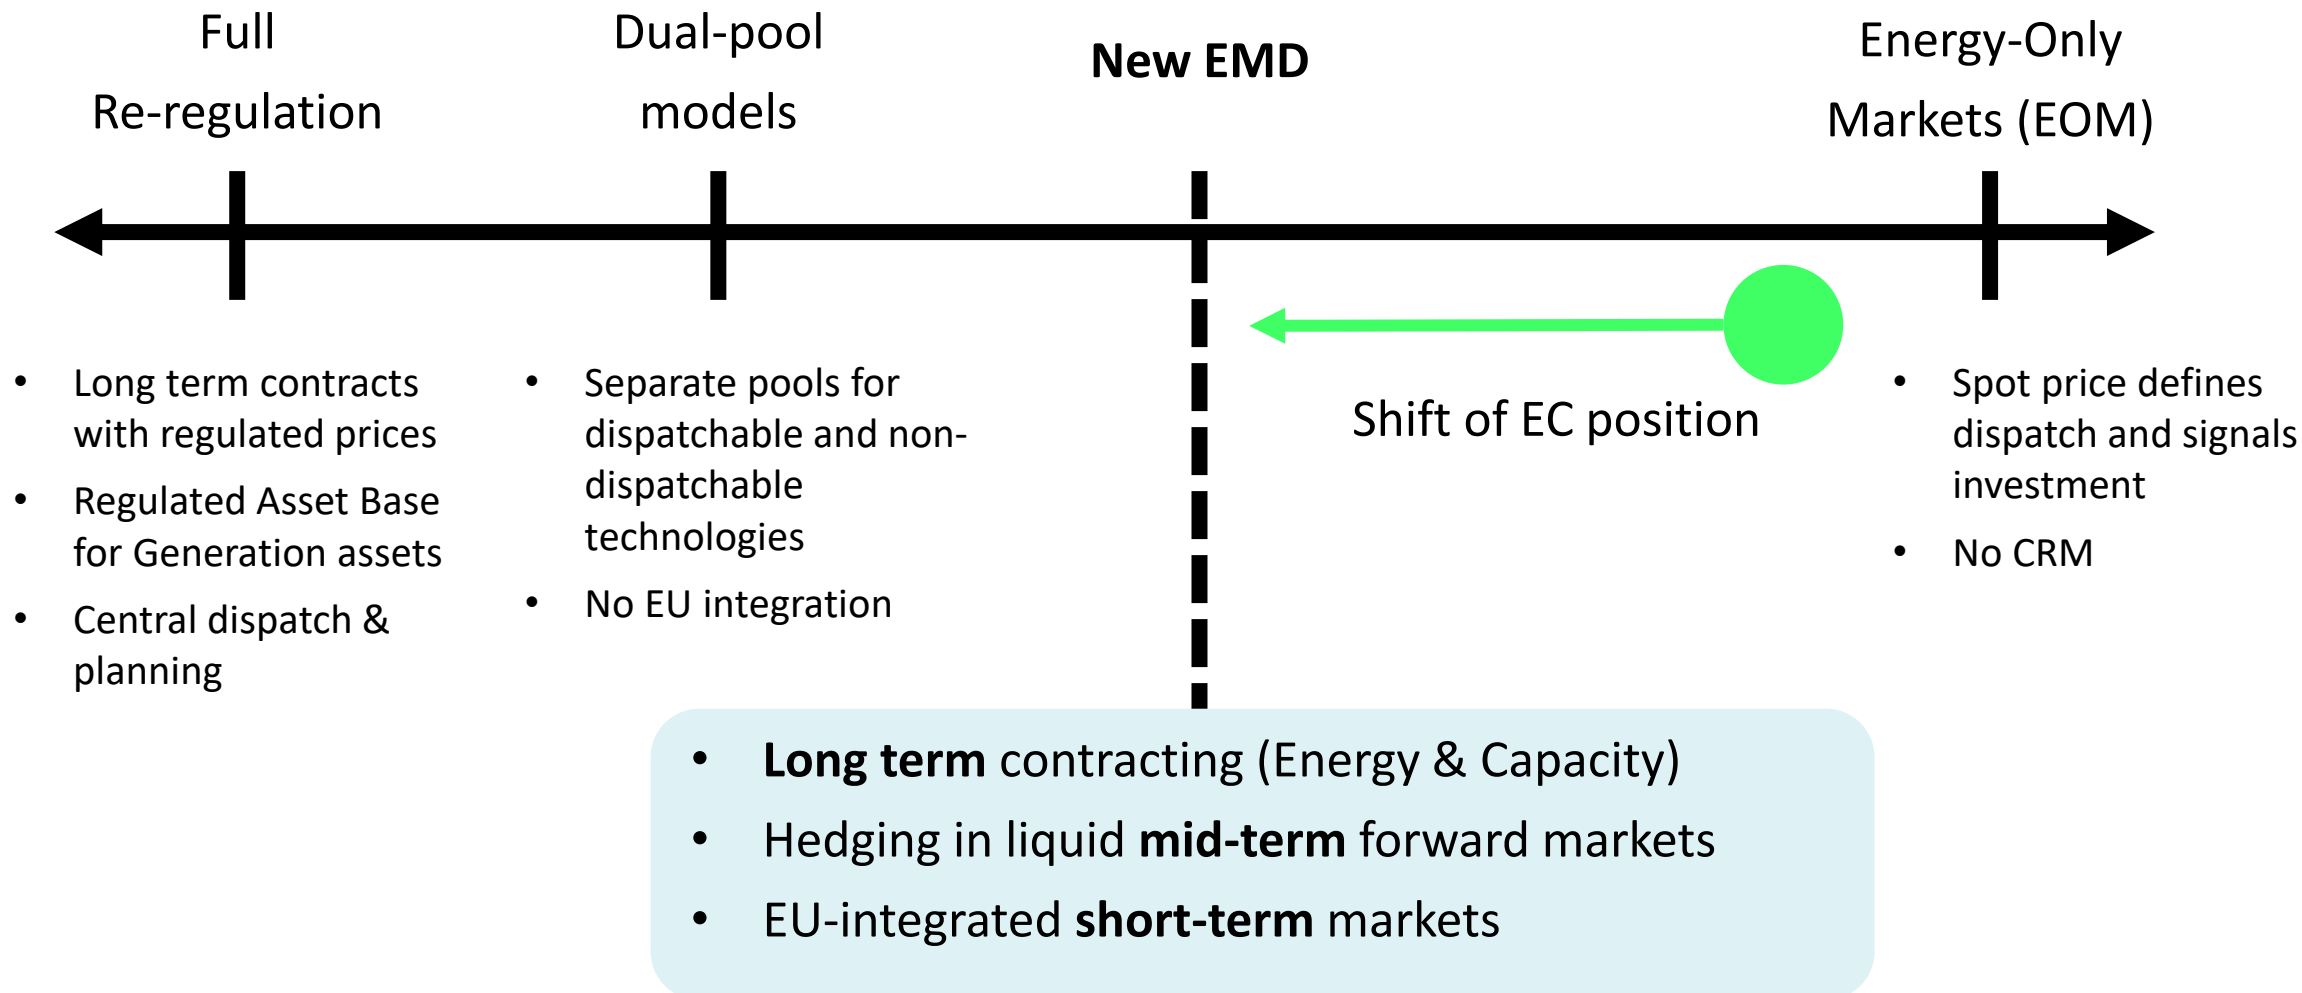 Full
Re-regulation
Dual-pool
models
New EMD
Energy-Only
Markets (EOM)
• Long term contracts
with regulated prices
• Regulated Asset Base
for Generation assets
• Central dispatch &
planning
• Separate pools for
dispatchable and non-
dispatchable
technologies
• No EU integration
Shift of EC position
• Spot price defines
dispatch and signals
investment
• No CRM
• Long term contracting (Energy & Capacity)
• Hedging in liquid mid-term forward markets
• EU-integrated short-term markets